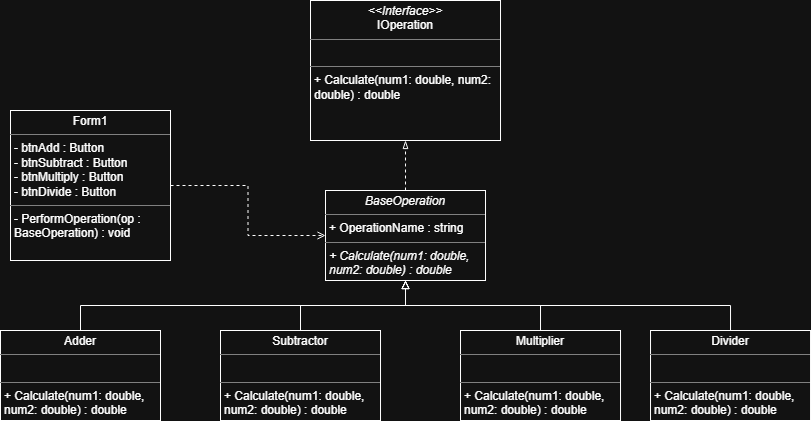 <<Interface>>
IOperation
+ Calculate(num1: double, num2:
double) : double
Form1
- btnAdd : Button
- btnSubtract : Button
- btnMultiply : Button
- btnDivide : Button
- PerformOperation(op :
BaseOperation) : void
BaseOperation
+ OperationName : string
+ Calculate(num1: double,
num2: double) : double
Adder
+ Calculate(num1: double,
num2: double) : double
Subtractor
+ Calculate(num1: double,
num2: double) : double
Multiplier
+ Calculate(num1: double,
num2: double) : double
Divider
+ Calculate(num1: double,
num2: double) : double